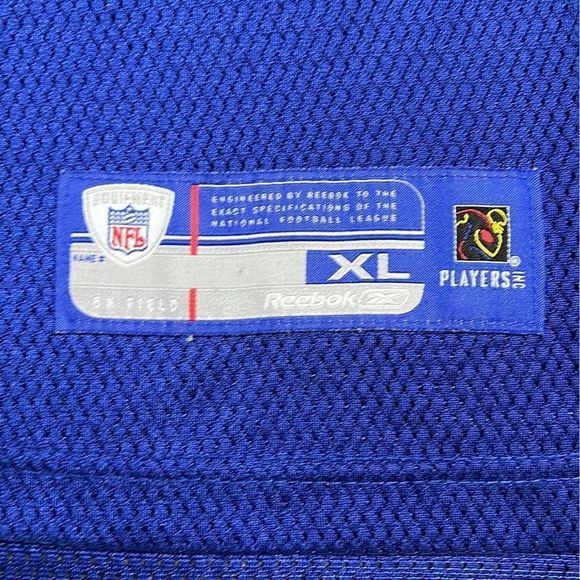 EQUIPMENT
NFL
NAME#
ENGINEERED BY REEBOK TO THE
EXACT SPECIFICATIONS OF THE
NATIONAL FOOTBALL LEAGUE
XL
FIELD
Reebok
PLAYERS INC
®